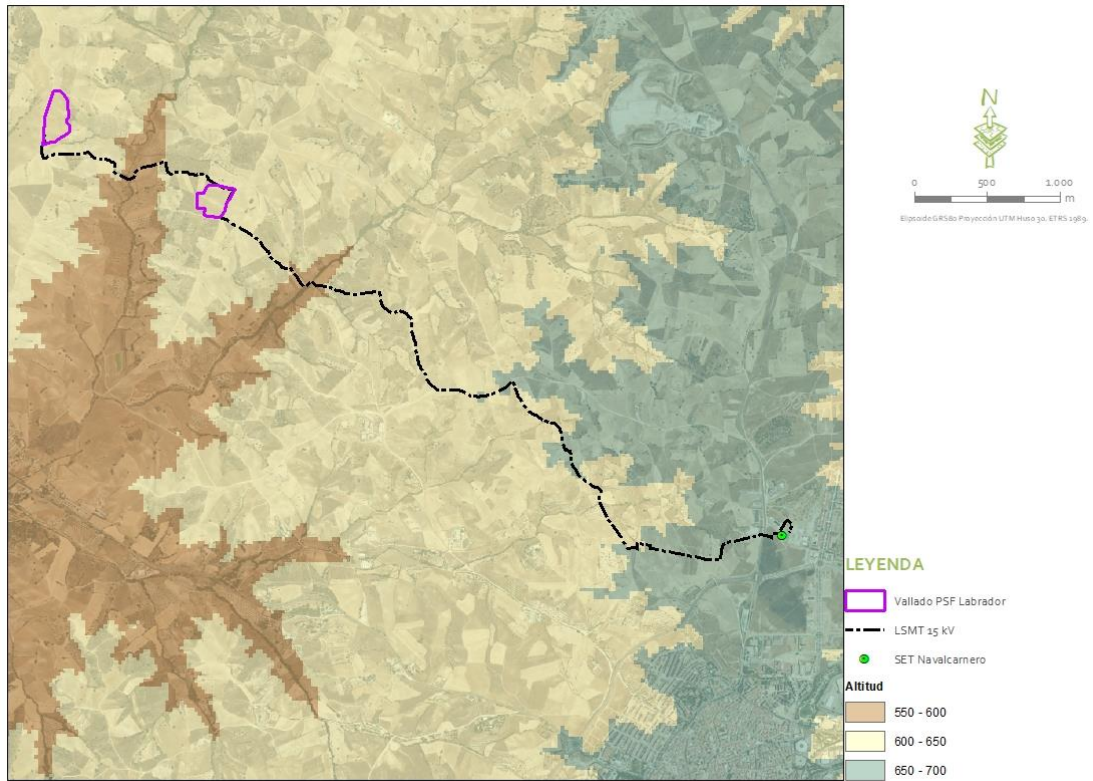 N
0 500 1.000
m
Elipsoide GRS80 Proyección UTM Huso 30. ETRS 1989.
LEYENDA
Vallado PSF Labrador
LSMT 15 kV
SET Navalcarnero
Altitud
550 - 600
600 - 650
650 - 700